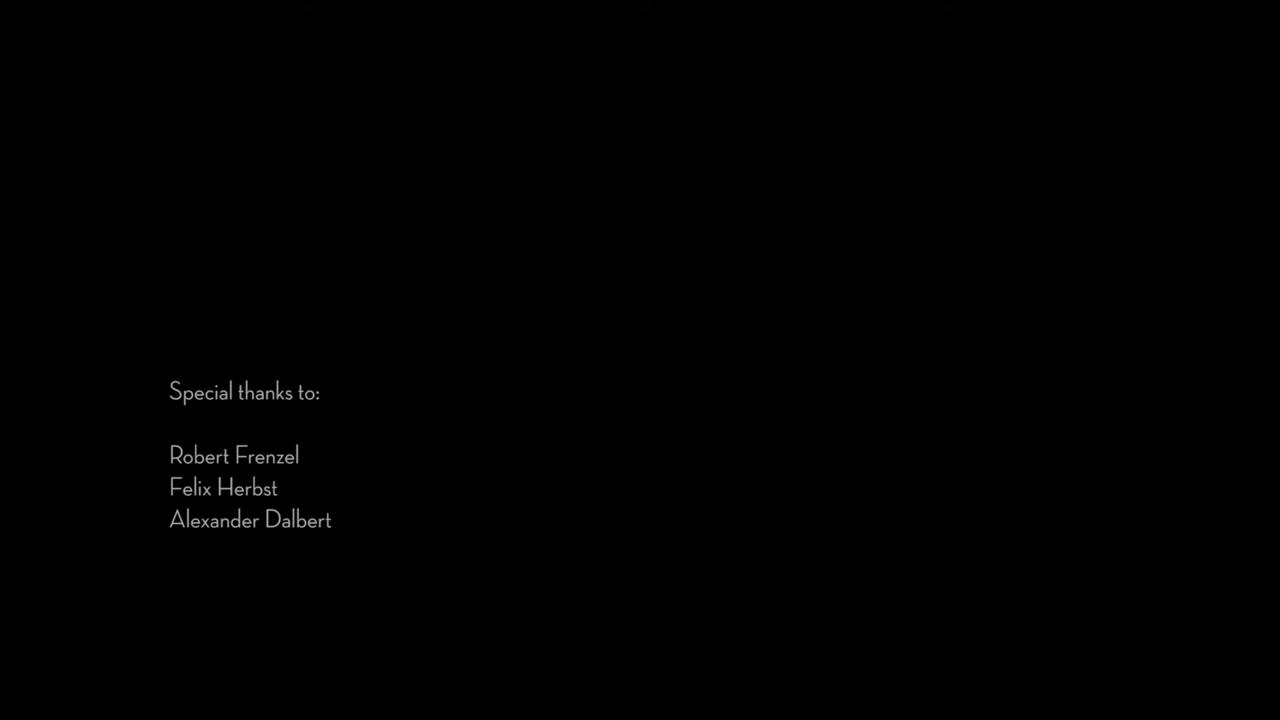 Special thanks to:
Robert Frenzel
Felix Herbst
Alexander Dalbert